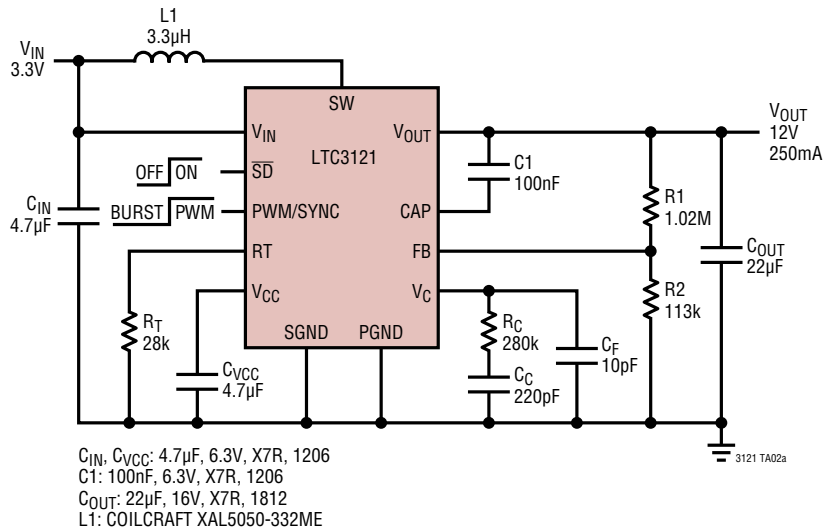 L1
3.3µH
VIN
3.3V
SW
VIN
VOUT
LTC3121
VOUT
12V
250mA
OFF ON
SD
C1
100nF
CIN
4.7µF
BURST PWM
PWM/SYNC
CAP
R1
1.02M
RT
FB
COUT
22µF
VCC
VC
R2
113k
RT
28k
SGND
PGND
RC
280k
CF
10pF
CVCC
4.7µF
CC
220pF
CIN, CVCC: 4.7µF, 6.3V, X7R, 1206
C1: 100nF, 6.3V, X7R, 1206
COUT: 22µF, 16V, X7R, 1812
L1: COILCRAFT XAL5050-332ME
3121 TA02a